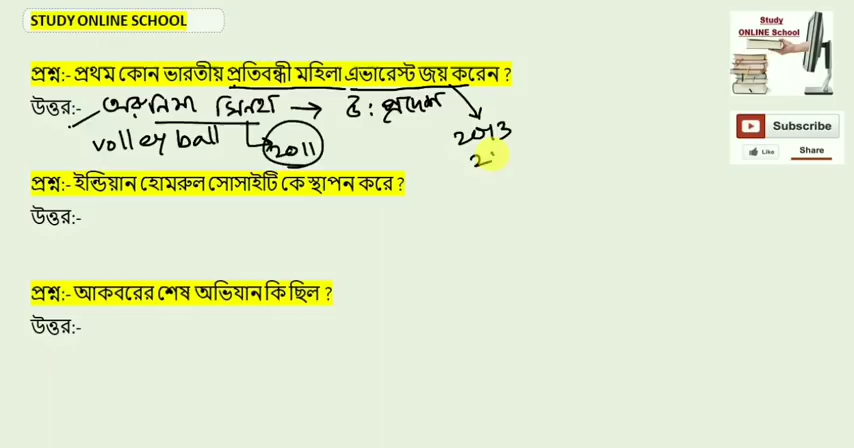 STUDY ONLINE SCHOOL
Study
ONLINE School
প্রশ্ন:- প্রথম কোন ভারতীয় প্রতিবন্ধী মহিলা এভারেস্ট জয় করেন ?
উত্তর:- অরুনিমা সিনহা → উ: প্রদেশ
volleyball 2011 2013
2
Subscribe
Like Share
প্রশ্ন:- ইন্ডিয়ান হোমরুল সোসাইটি কে স্থাপন করে ?
উত্তর:-
প্রশ্ন:- আকবরের শেষ অভিযান কি ছিল ?
উত্তর:-